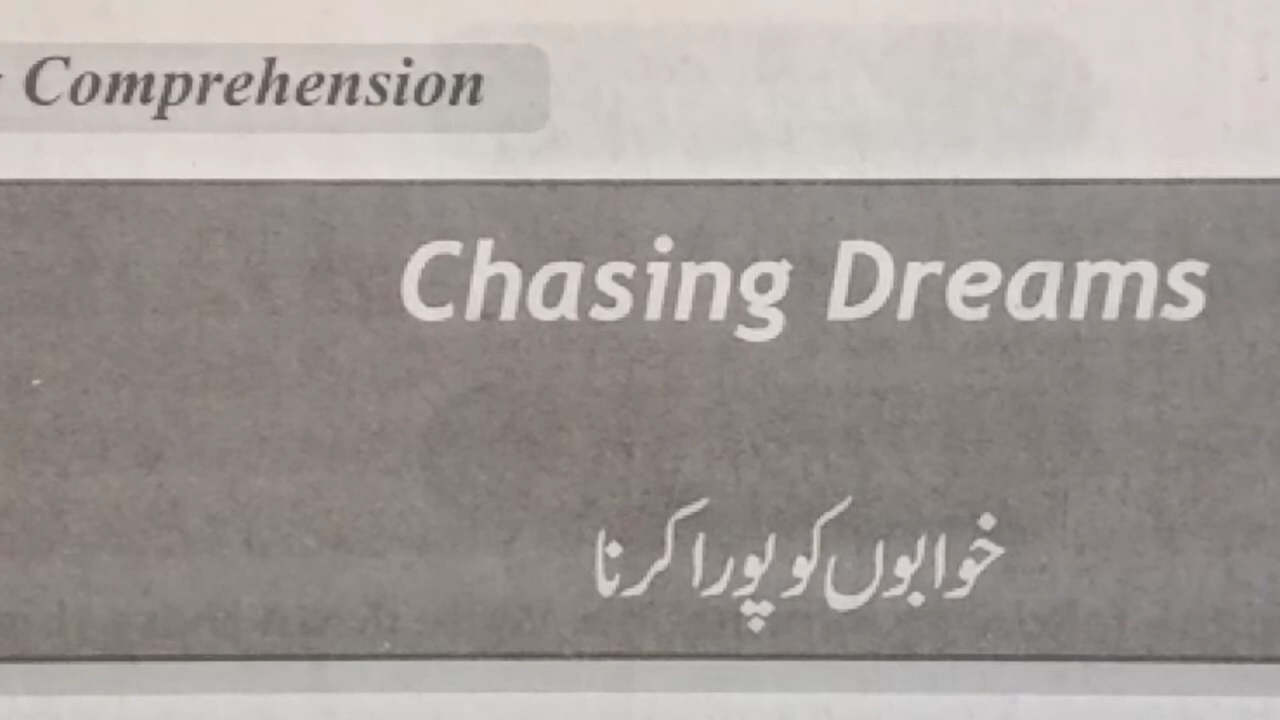 Comprehension
Chasing Dreams
خوابوں کو پورا کرنا